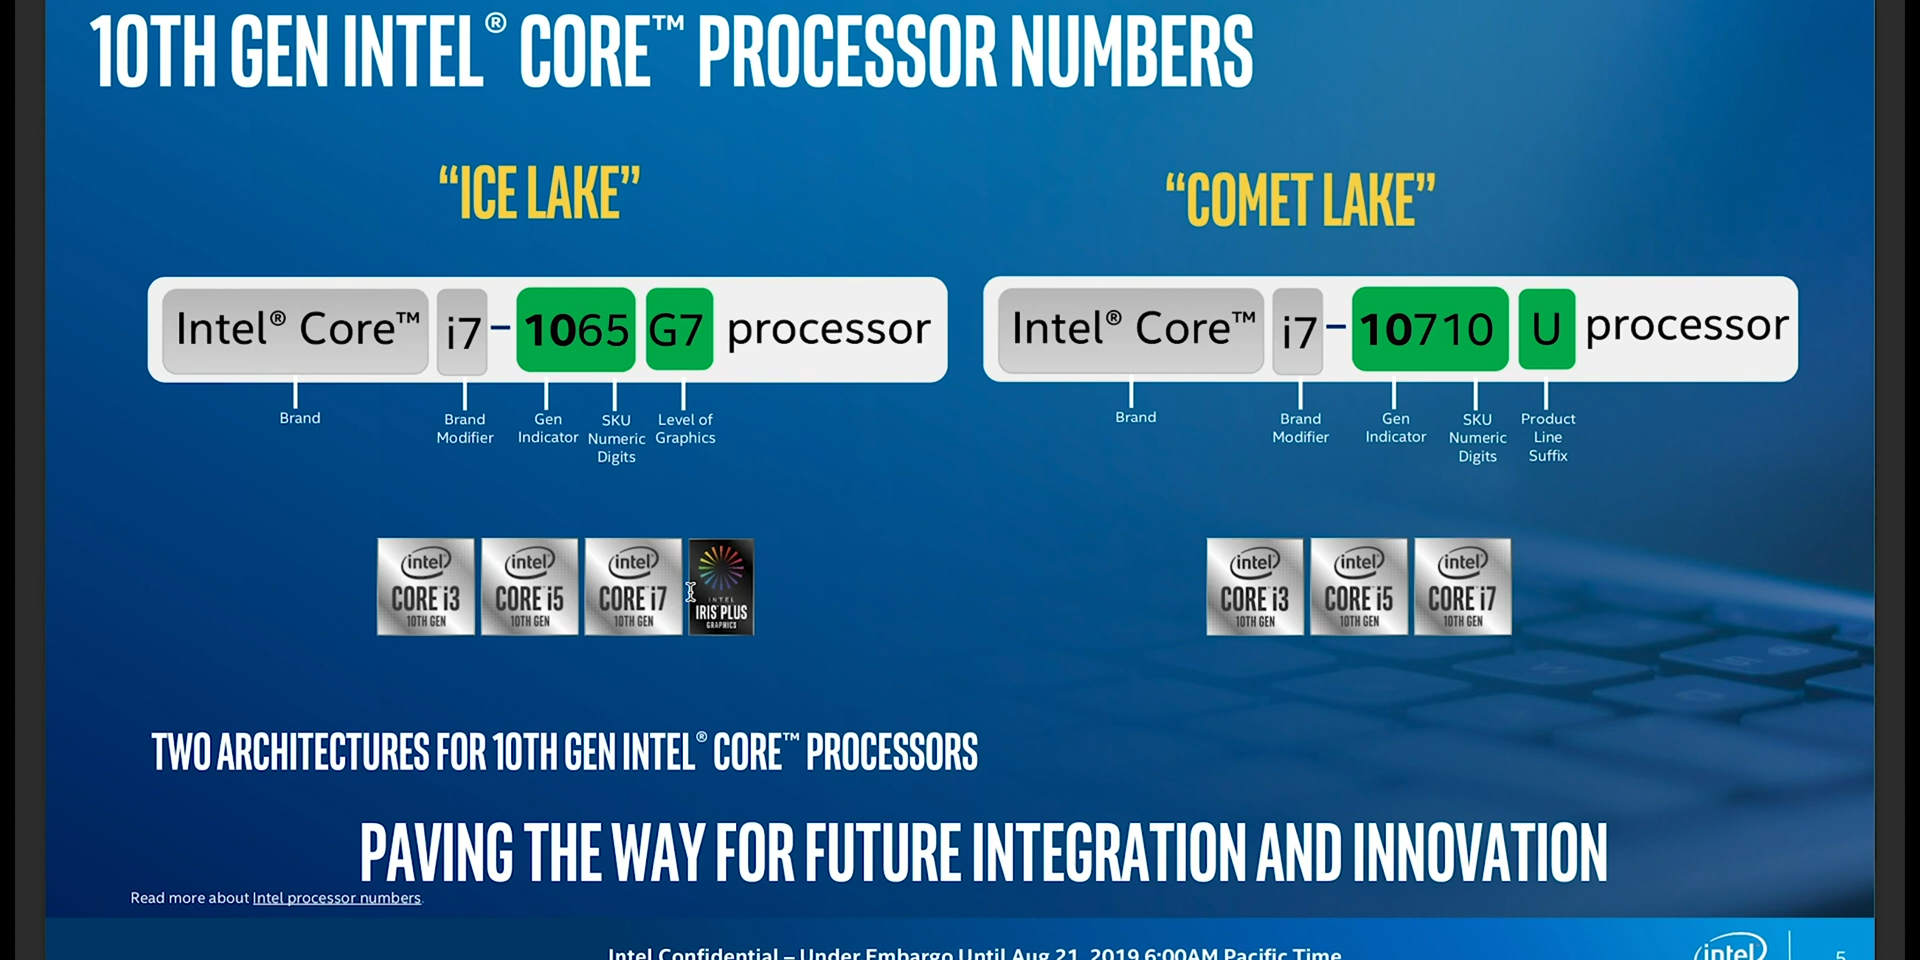 10TH GEN INTEL® CORE™ PROCESSOR NUMBERS
“ICE LAKE”
Intel® Core™ i7-1065 G7 processor
Brand
Brand Modifier
Gen Indicator
SKU Numeric Digits
Level of Graphics
intel CORE i3 10TH GEN
intel CORE i5 10TH GEN
intel CORE i7 10TH GEN
INTEL IRIS PLUS GRAPHICS
“COMET LAKE”
Intel® Core™ i7-10710 U processor
Brand
Brand Modifier
Gen Indicator
SKU Numeric Digits
Product Line Suffix
intel CORE i3 10TH GEN
intel CORE i5 10TH GEN
intel CORE i7 10TH GEN
TWO ARCHITECTURES FOR 10TH GEN INTEL® CORE™ PROCESSORS
PAVING THE WAY FOR FUTURE INTEGRATION AND INNOVATION
Read more about Intel processor numbers.
Intel Confidential – Under Embargo Until Aug 21, 2019 6:00AM Pacific Time
intel
5